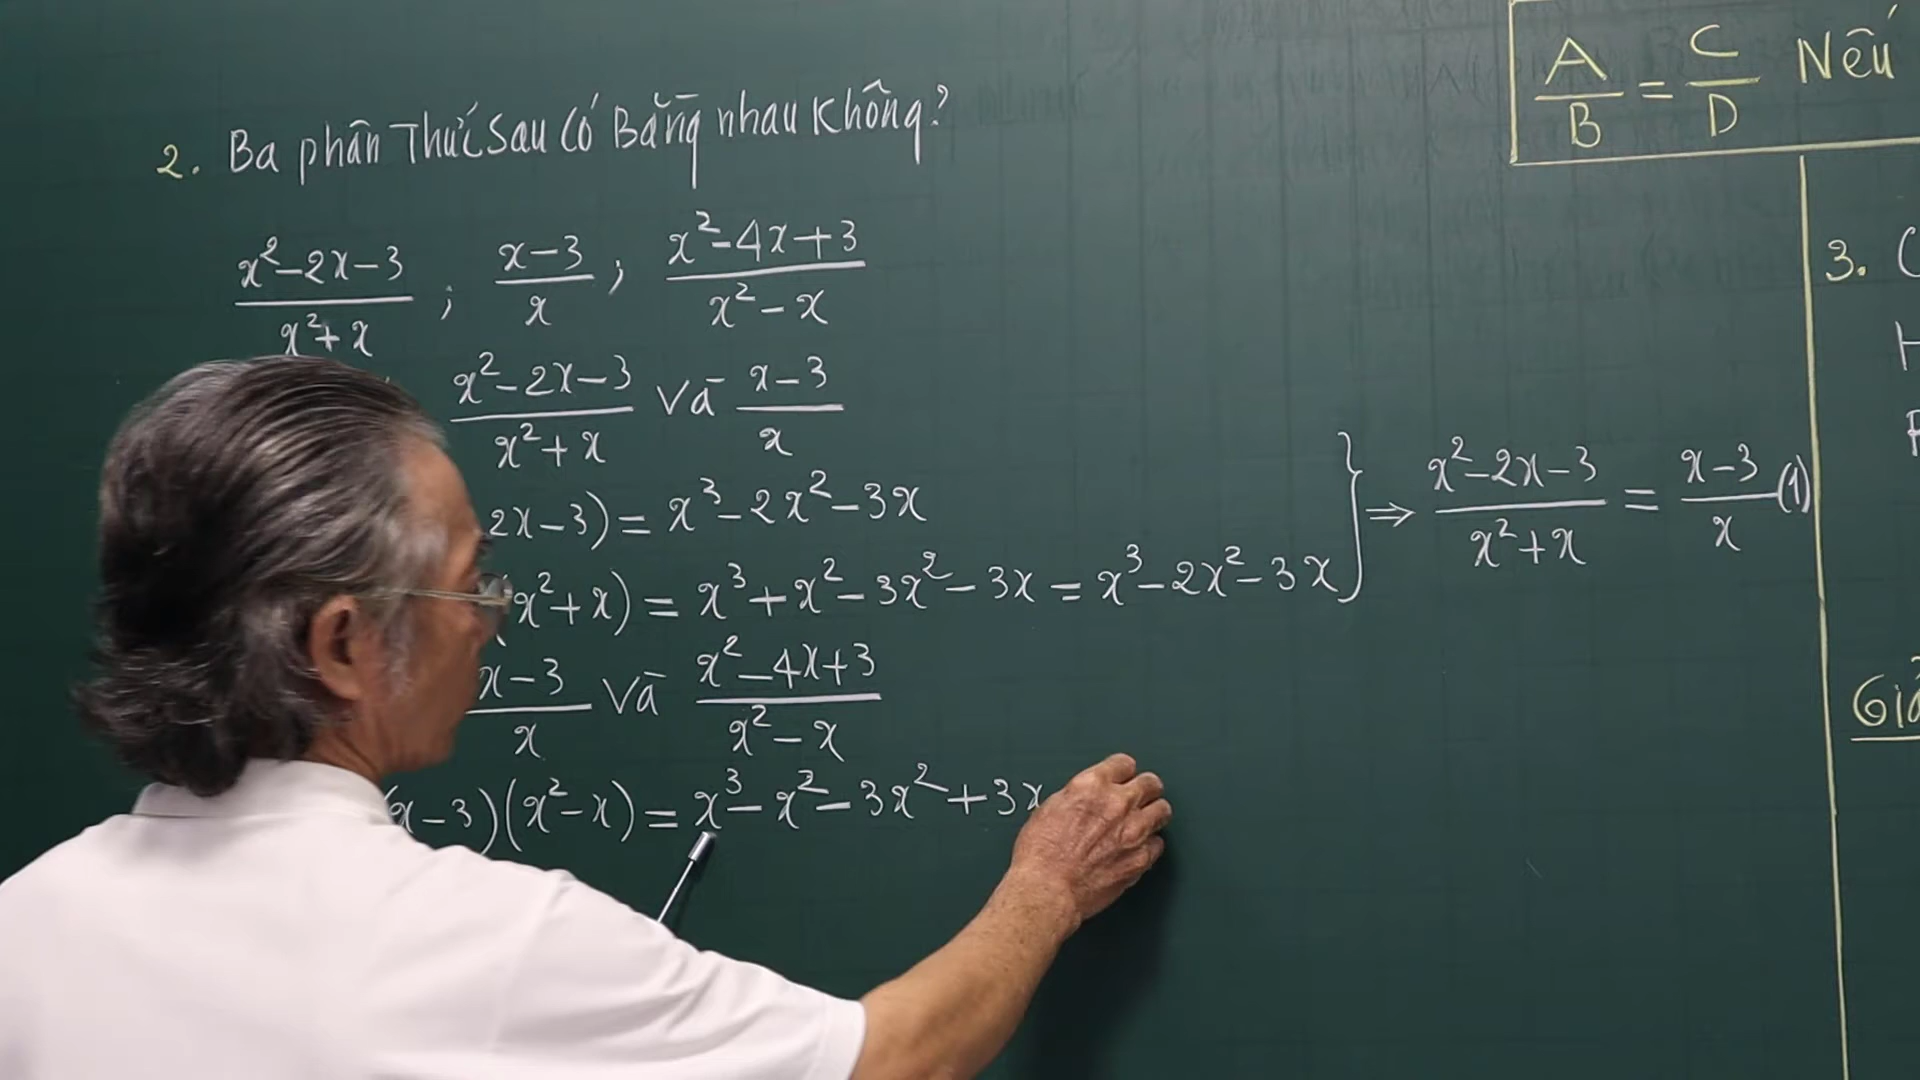 2. Ba phân Thức Sau Có Bằng nhau Không?
x²-2x-3 / x²+x ; x-3 / x ; x²-4x+3 / x²-x
x²-2x-3 / x²+x và x-3 / x
2x-3) = x³-2x²-3x
(x²+x) = x³+x²-3x²-3x = x³-2x²-3x } ⇒ x²-2x-3 / x²+x = x-3 / x (1)
x-3 / x và x²-4x+3 / x²-x
(x-3)(x²-x) = x³-x²-3x²+3x
A/B = C/D Nếu
3.